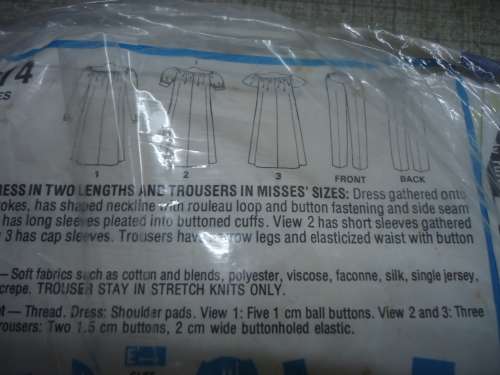 74
ES
1 2 3 FRONT BACK
ESS IN TWO LENGTHS AND TROUSERS IN MISSES' SIZES: Dress gathered onto
okes, has shaped neckline with rouleau loop and button fastening and side seam
has long sleeves pleated into buttoned cuffs. View 2 has short sleeves gathered
3 has cap sleeves. Trousers have narrow legs and elasticized waist with button
— Soft fabrics such as cotton and blends, polyester, viscose, faconne, silk, single jersey,
crepe. TROUSER STAY IN STRETCH KNITS ONLY.
t — Thread. Dress: Shoulder pads. View 1: Five 1 cm ball buttons. View 2 and 3: Three
rousers: Two 1.5 cm buttons, 2 cm wide buttonholed elastic.